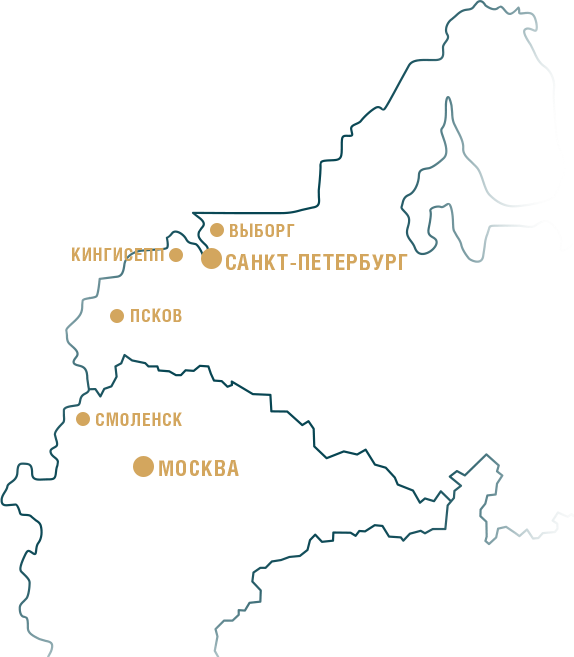 ВЫБОРГ
КИНГИСЕПП
САНКТ-ПЕТЕРБУРГ
ПСКОВ
СМОЛЕНСК
МОСКВА